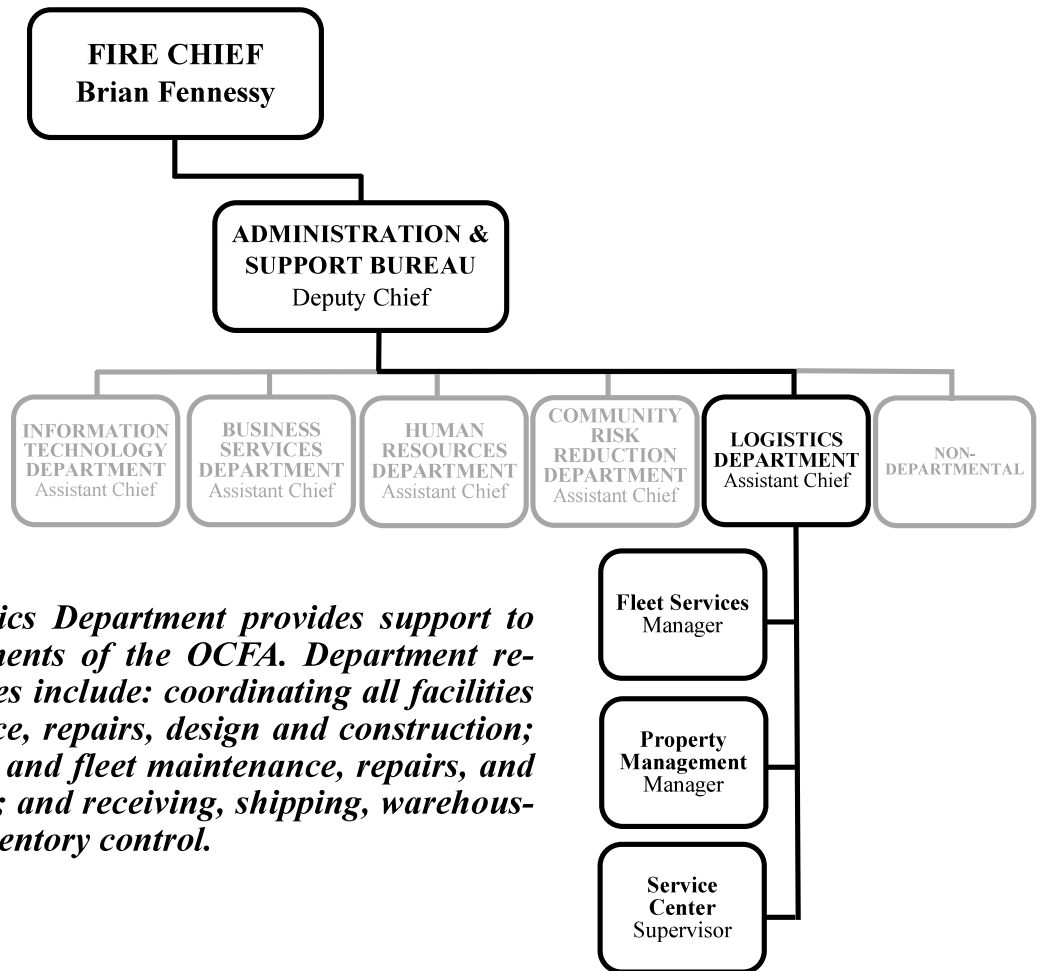 FIRE CHIEF
Brian Fennessy
ADMINISTRATION &
SUPPORT BUREAU
Deputy Chief
INFORMATION
TECHNOLOGY
DEPARTMENT
Assistant Chief
BUSINESS
SERVICES
DEPARTMENT
Assistant Chief
HUMAN
RESOURCES
DEPARTMENT
Assistant Chief
COMMUNITY
RISK
REDUCTION
DEPARTMENT
Assistant Chief
LOGISTICS
DEPARTMENT
Assistant Chief
NON-
DEPARTMENTAL
Fleet Services
Manager
Property
Management
Manager
Service
Center
Supervisor
ics Department provides support to
ments of the OCFA. Department re-
es include: coordinating all facilities
ce, repairs, design and construction;
and fleet maintenance, repairs, and
; and receiving, shipping, warehous-
entory control.